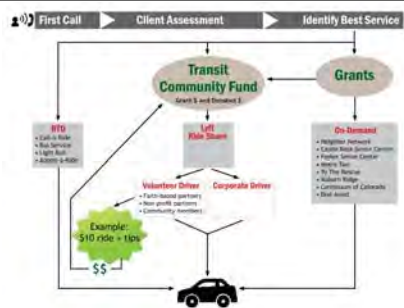 First Call
Client Assessment
Identify Best Service
Transit
Community Fund
Grant $ and Donated $
Grants
RTD
• Call-n-Ride
• Bus Service
• Light Rail
• Access-a-Ride
Left
Ride Share
On-Demand
• Neighbor Network
• Castle Rock Senior Center
• Parker Senior Center
• Metro Taxi
• To The Rescue
• Auburn Ridge
• Continuum of Colorado
Volunteer Driver
• Faith-based partners
• Non-profit partners
• Community members
Corporate Driver
Example:
$10 ride + tips
$$